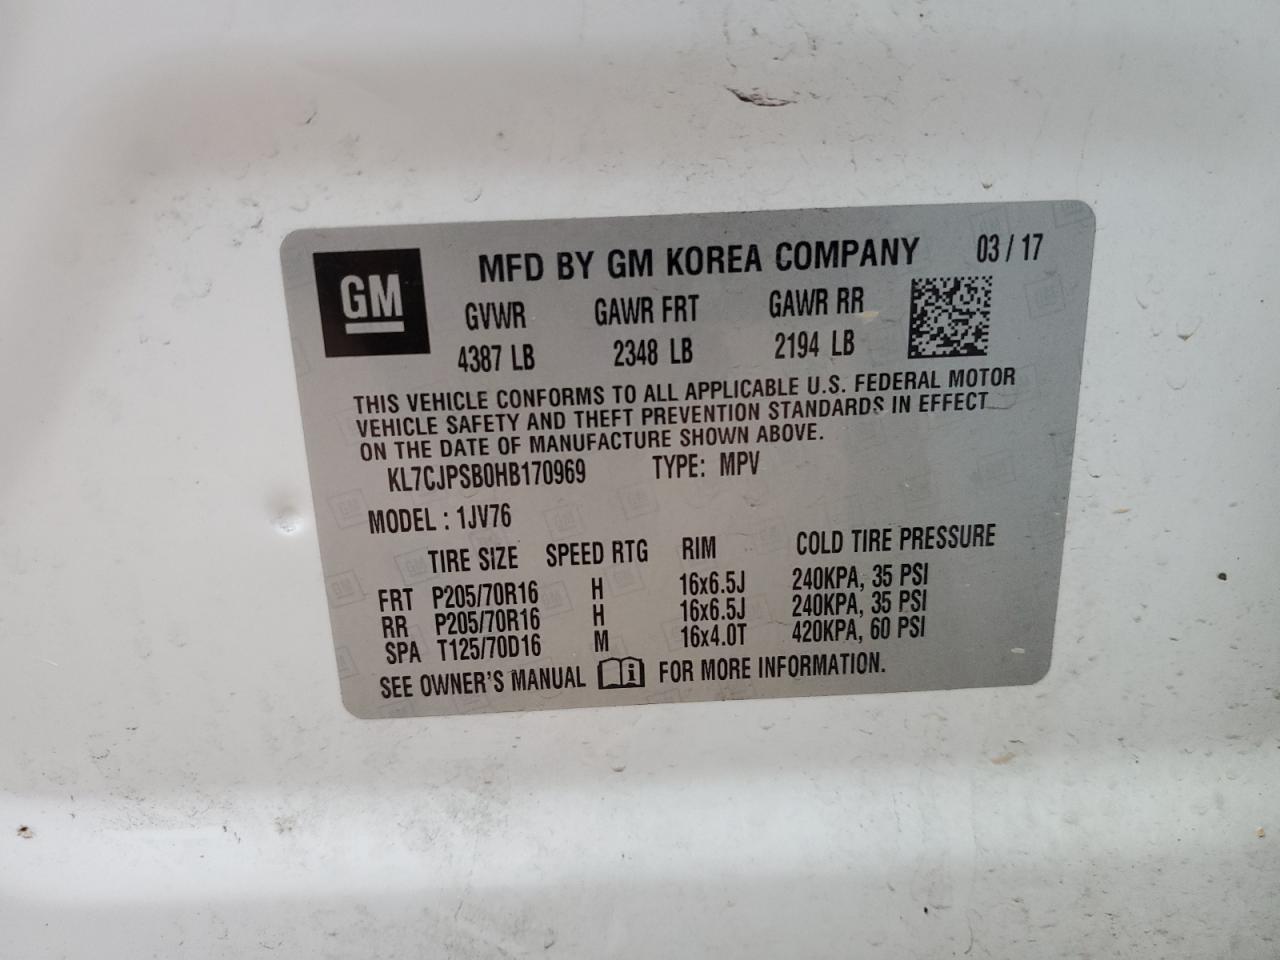 GM
MFD BY GM KOREA COMPANY 03 / 17
GVWR GAWR FRT GAWR RR
4387 LB 2348 LB 2194 LB
THIS VEHICLE CONFORMS TO ALL APPLICABLE U.S. FEDERAL MOTOR
VEHICLE SAFETY AND THEFT PREVENTION STANDARDS IN EFFECT
ON THE DATE OF MANUFACTURE SHOWN ABOVE.
KL7CJPSB0HB170969 TYPE: MPV
MODEL : 1JV76
TIRE SIZE SPEED RTG RIM COLD TIRE PRESSURE
FRT P205/70R16 H 16x6.5J 240KPA, 35 PSI
RR P205/70R16 H 16x6.5J 240KPA, 35 PSI
SPA T125/70D16 M 16x4.0T 420KPA, 60 PSI
SEE OWNER'S MANUAL FOR MORE INFORMATION.